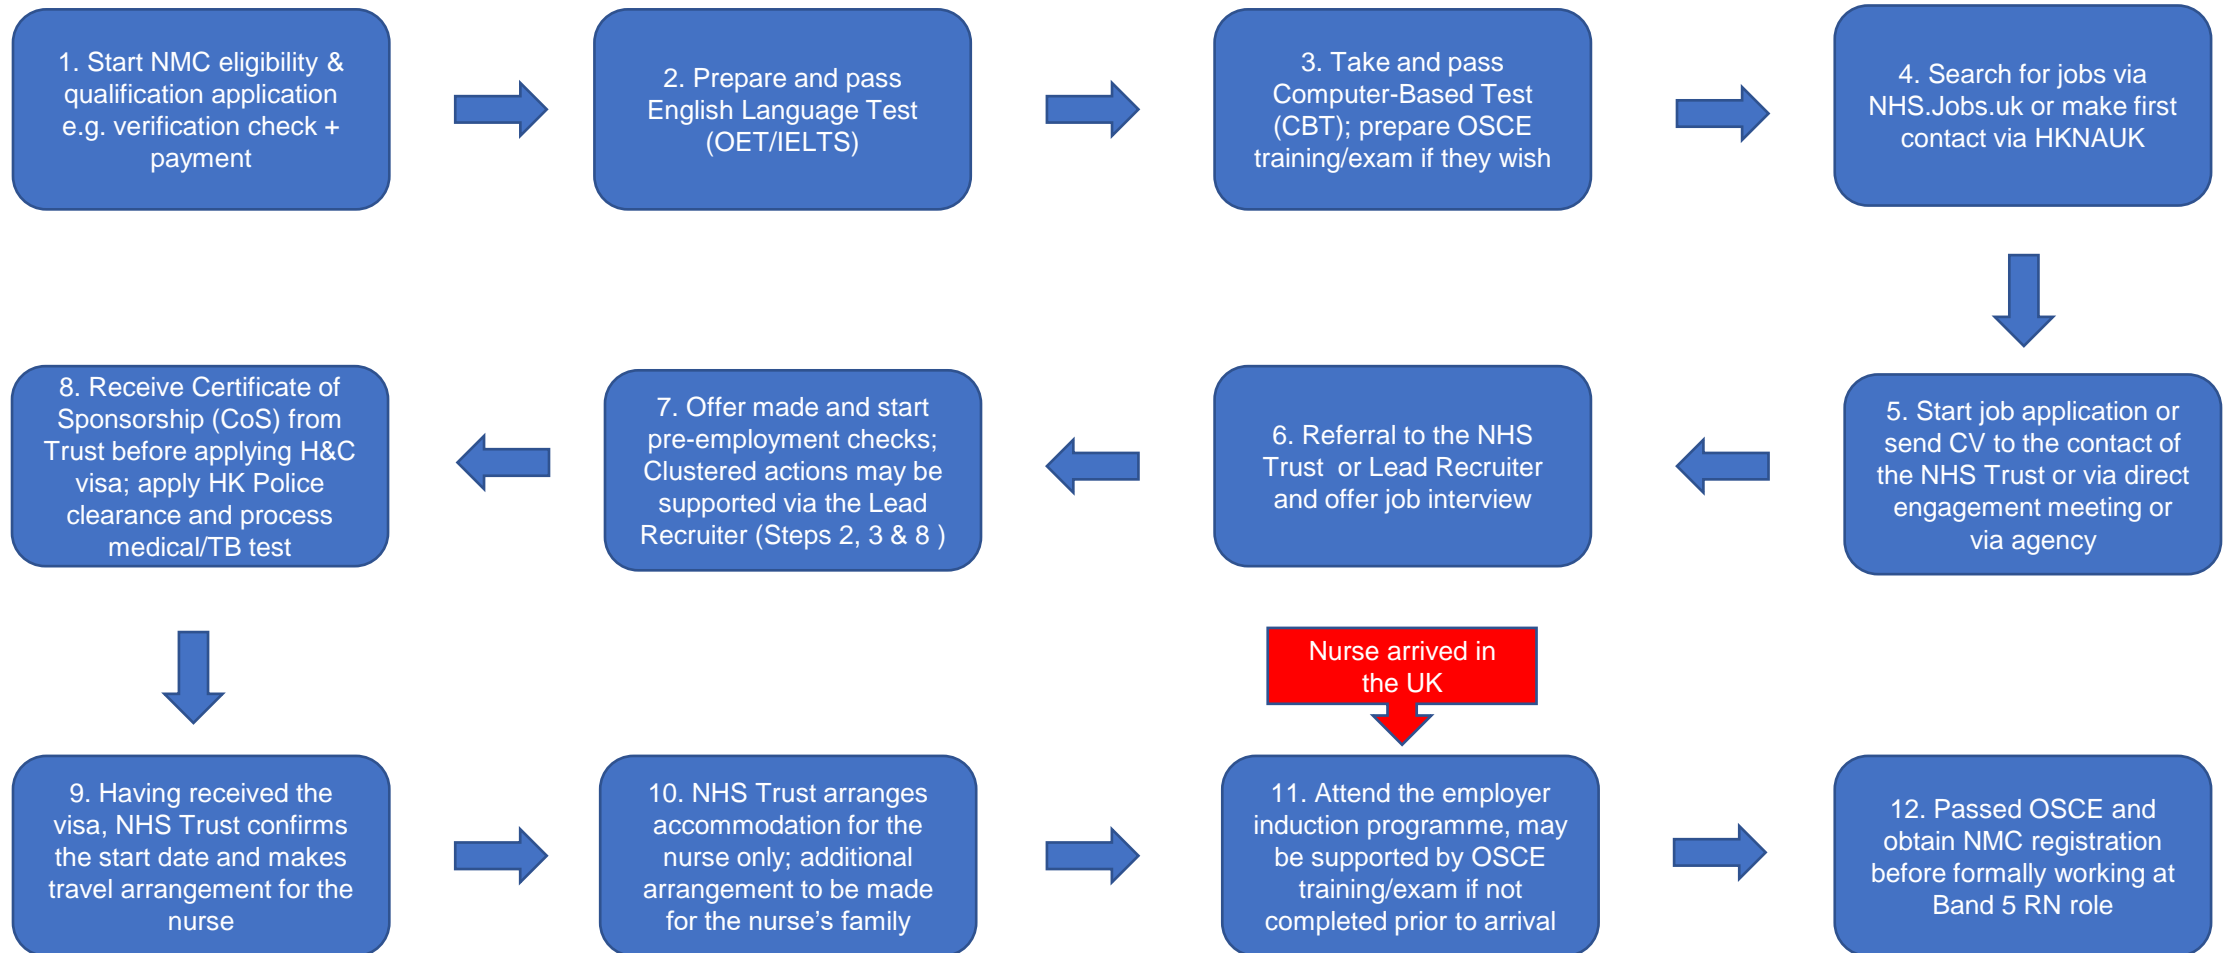 1. Start NMC eligibility &
qualification application
e.g. verification check +
payment
2. Prepare and pass
English Language Test
(OET/IELTS)
3. Take and pass
Computer-Based Test
(CBT); prepare OSCE
training/exam if they wish
4. Search for jobs via
NHS.Jobs.uk or make first
contact via HKNAUK
5. Start job application or
send CV to the contact of
the NHS Trust or via direct
engagement meeting or
via agency
6. Referral to the NHS
Trust or Lead Recruiter
and offer job interview
7. Offer made and start
pre-employment checks;
Clustered actions may be
supported via the Lead
Recruiter (Steps 2, 3 & 8 )
8. Receive Certificate of
Sponsorship (CoS) from
Trust before applying H&C
visa; apply HK Police
clearance and process
medical/TB test
9. Having received the
visa, NHS Trust confirms
the start date and makes
travel arrangement for the
nurse
10. NHS Trust arranges
accommodation for the
nurse only; additional
arrangement to be made
for the nurse’s family
Nurse arrived in
the UK
11. Attend the employer
induction programme, may
be supported by OSCE
training/exam if not
completed prior to arrival
12. Passed OSCE and
obtain NMC registration
before formally working at
Band 5 RN role